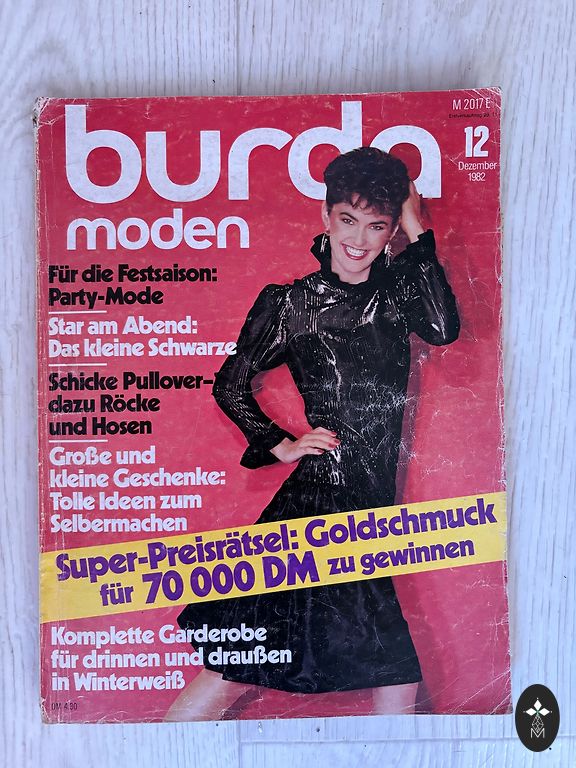 burda
moden
M 2017 E
12
Dezember
1982
Für die Festsaison:
Party-Mode
Star am Abend:
Das kleine Schwarze
Schicke Pullover-
dazu Röcke
und Hosen
Große und
kleine Geschenke:
Tolle Ideen zum
Selbermachen
Super-Preisrätsel: Goldschmuck
für 70 000 DM zu gewinnen
Komplette Garderobe
für drinnen und draußen
in Winterweiß
M